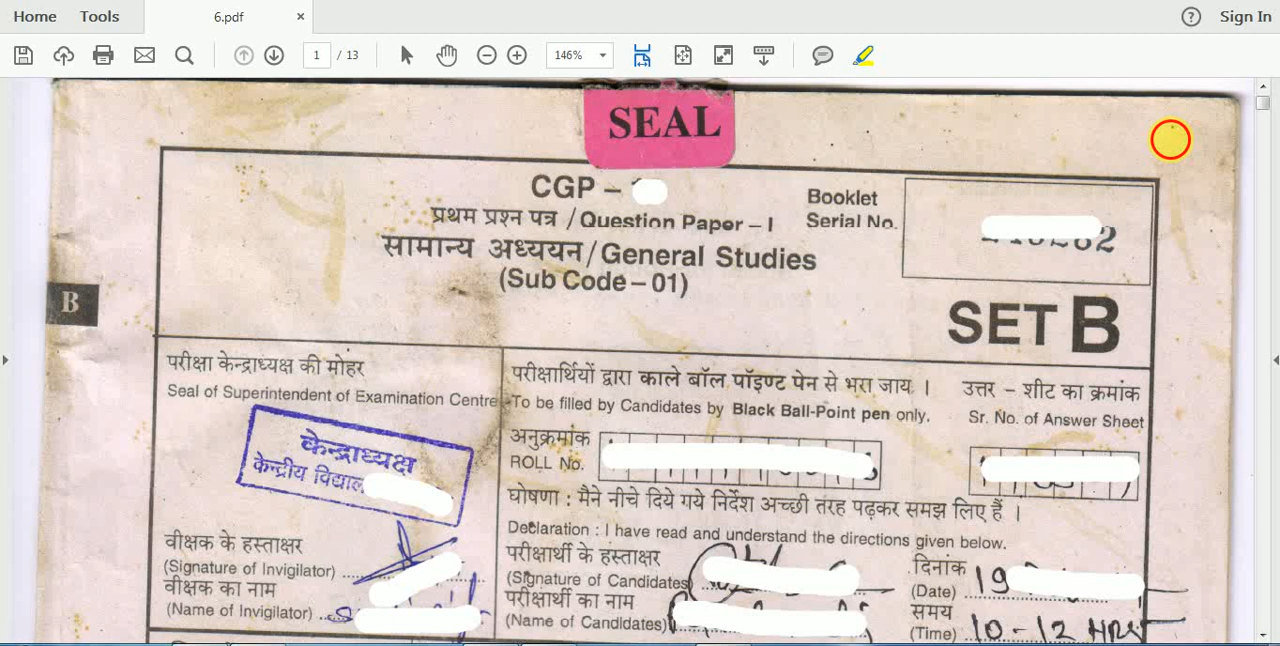 Home Tools 6.pdf × ? Sign In
1 / 13 146%
SEAL
CGP –
प्रथम प्रश्न पत्र / Question Paper – I
सामान्य अध्ययन/General Studies
(Sub Code – 01)
Booklet
Serial No.
SET B
B
परीक्षा केन्द्राध्यक्ष की मोहर
Seal of Superintendent of Examination Centre
केन्द्राध्यक्ष
केन्द्रीय
वीक्षक के हस्ताक्षर
(Signature of Invigilator)
वीक्षक का नाम
(Name of Invigilator)
परीक्षार्थियों द्वारा काले बॉल पॉइण्ट पेन से भरा जाय ।
To be filled by Candidates by Black Ball-Point pen only.
अनुक्रमांक
ROLL No.
उत्तर – शीट का क्रमांक
Sr. No. of Answer Sheet
घोषणा : मैने नीचे दिये गये निर्देश अच्छी तरह पढ़कर समझ लिए हैं ।
Declaration : I have read and understand the directions given below.
परीक्षार्थी के हस्ताक्षर
(Signature of Candidates)
परीक्षार्थी का नाम
(Name of Candidates)
दिनांक
(Date) 19
समय
(Time) 10-12 HRS